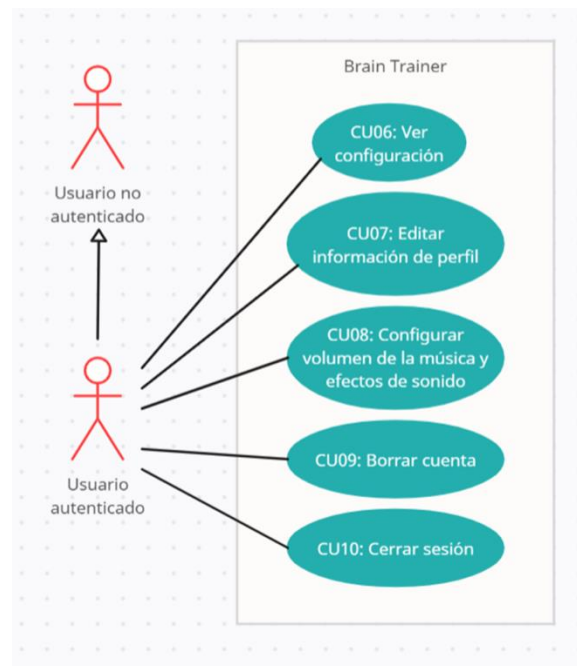 Brain Trainer
Usuario no
autenticado
CU06: Ver
configuración
CU07: Editar
información de perfil
CU08: Configurar
volumen de la música y
efectos de sonido
Usuario
autenticado
CU09: Borrar cuenta
CU10: Cerrar sesión